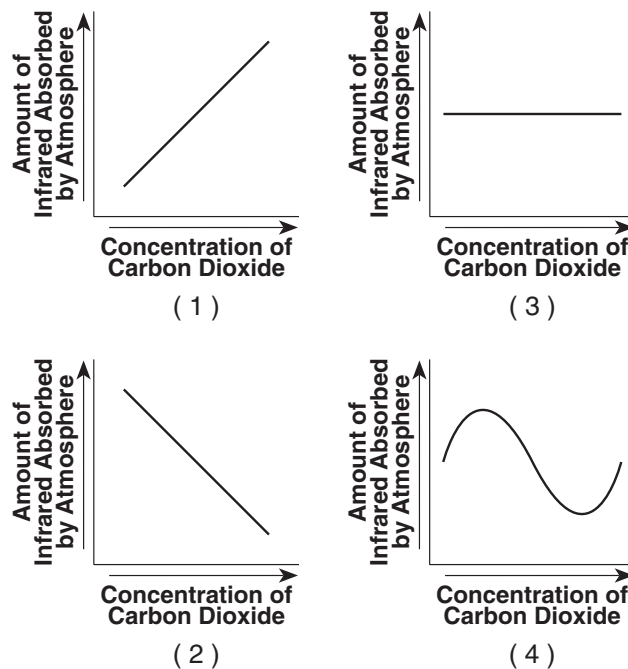 Amount of
Infrared Absorbed
by Atmosphere
Concentration of
Carbon Dioxide
( 1 )
Amount of
Infrared Absorbed
by Atmosphere
Concentration of
Carbon Dioxide
( 3 )
Amount of
Infrared Absorbed
by Atmosphere
Concentration of
Carbon Dioxide
( 2 )
Amount of
Infrared Absorbed
by Atmosphere
Concentration of
Carbon Dioxide
( 4 )